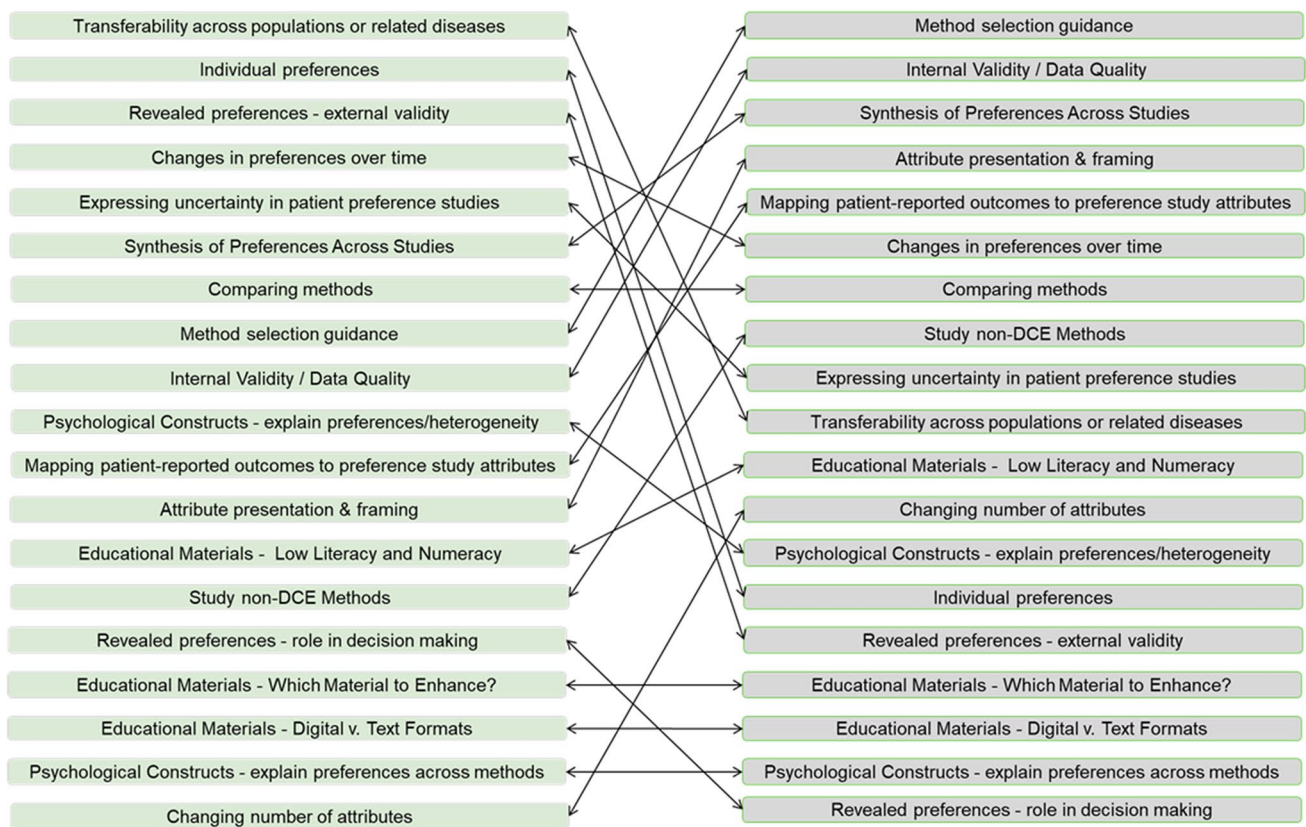 Transferability across populations or related diseases
Individual preferences
Revealed preferences - external validity
Changes in preferences over time
Expressing uncertainty in patient preference studies
Synthesis of Preferences Across Studies
Comparing methods
Method selection guidance
Internal Validity / Data Quality
Psychological Constructs - explain preferences/heterogeneity
Mapping patient-reported outcomes to preference study attributes
Attribute presentation & framing
Educational Materials - Low Literacy and Numeracy
Study non-DCE Methods
Revealed preferences - role in decision making
Educational Materials - Which Material to Enhance?
Educational Materials - Digital v. Text Formats
Psychological Constructs - explain preferences across methods
Changing number of attributes
Method selection guidance
Internal Validity / Data Quality
Synthesis of Preferences Across Studies
Attribute presentation & framing
Mapping patient-reported outcomes to preference study attributes
Changes in preferences over time
Comparing methods
Study non-DCE Methods
Expressing uncertainty in patient preference studies
Transferability across populations or related diseases
Educational Materials - Low Literacy and Numeracy
Changing number of attributes
Psychological Constructs - explain preferences/heterogeneity
Individual preferences
Revealed preferences - external validity
Educational Materials - Which Material to Enhance?
Educational Materials - Digital v. Text Formats
Psychological Constructs - explain preferences across methods
Revealed preferences - role in decision making